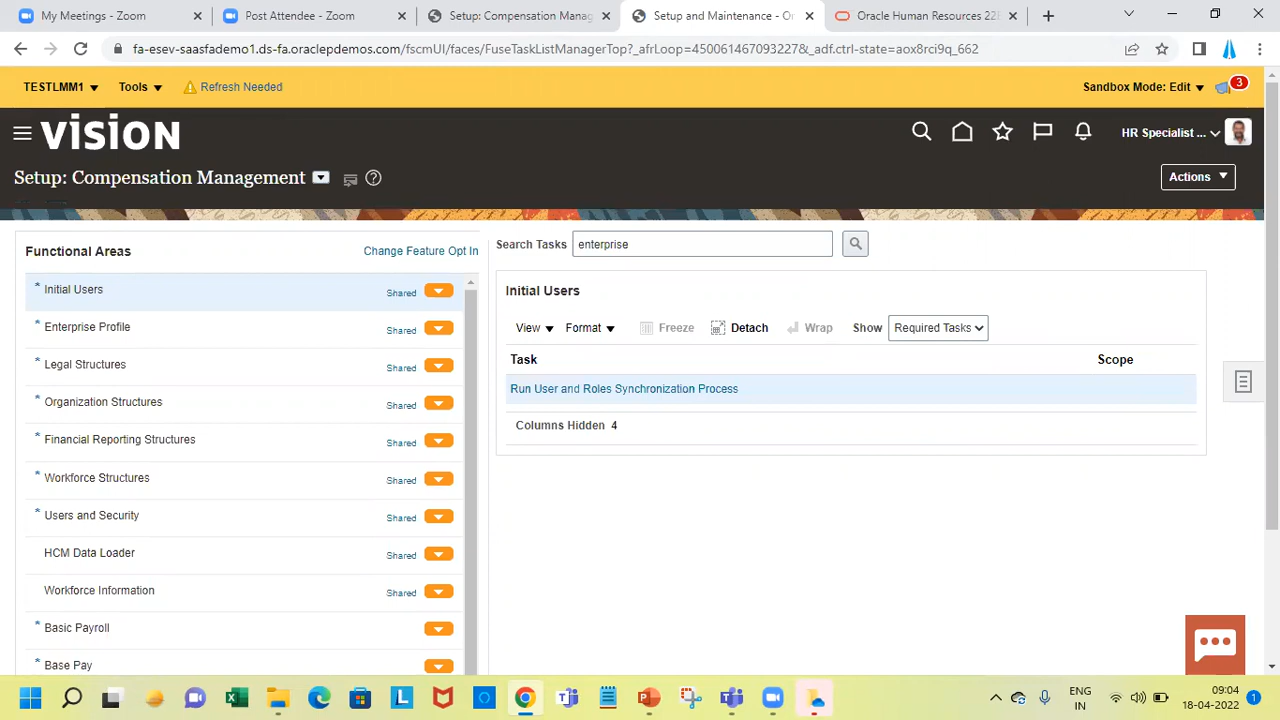 My Meetings - Zoom
Post Attendee - Zoom
Setup: Compensation Manag
Setup and Maintenance - Or
Oracle Human Resources 22B
fa-esev-saasfademo1.ds-fa.oraclepdemos.com/fscmUI/faces/FuseTaskListManagerTop?_afrLoop=450061467093227&_adf.ctrl-state=aox8rci9q_662
TESTLMM1 Tools Refresh Needed Sandbox Mode: Edit 3
VISION HR Specialist ...
Setup: Compensation Management Actions
Functional Areas Change Feature Opt In
Search Tasks enterprise
* Initial Users Shared
* Enterprise Profile Shared
* Legal Structures Shared
* Organization Structures Shared
* Financial Reporting Structures Shared
* Workforce Structures Shared
* Users and Security Shared
HCM Data Loader Shared
Workforce Information Shared
* Basic Payroll
* Base Pay
Initial Users
View Format Freeze Detach Wrap Show Required Tasks
Task Scope
Run User and Roles Synchronization Process
Columns Hidden 4
ENG
IN
09:04
18-04-2022
1